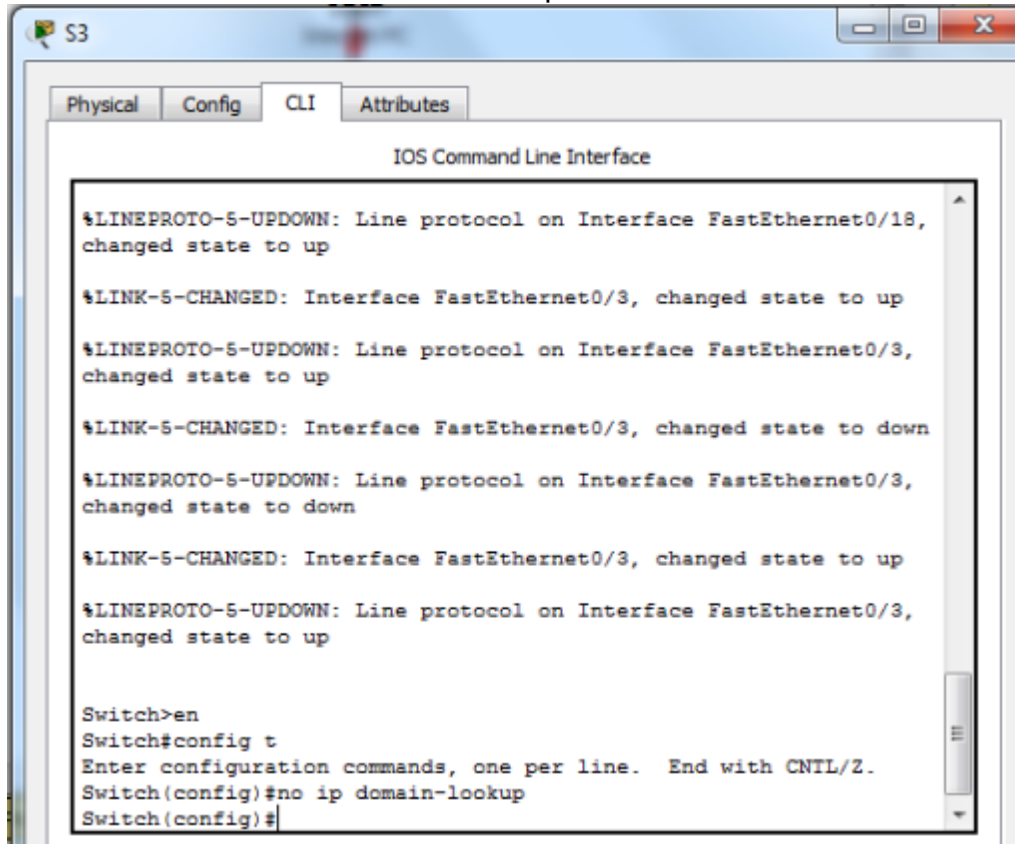 S3
Physical Config CLI Attributes
IOS Command Line Interface
%LINEPROTO-5-UPDOWN: Line protocol on Interface FastEthernet0/18,
changed state to up
%LINK-5-CHANGED: Interface FastEthernet0/3, changed state to up
%LINEPROTO-5-UPDOWN: Line protocol on Interface FastEthernet0/3,
changed state to up
%LINK-5-CHANGED: Interface FastEthernet0/3, changed state to down
%LINEPROTO-5-UPDOWN: Line protocol on Interface FastEthernet0/3,
changed state to down
%LINK-5-CHANGED: Interface FastEthernet0/3, changed state to up
%LINEPROTO-5-UPDOWN: Line protocol on Interface FastEthernet0/3,
changed state to up
Switch>en
Switch#config t
Enter configuration commands, one per line.  End with CNTL/Z.
Switch(config)#no ip domain-lookup
Switch(config)#